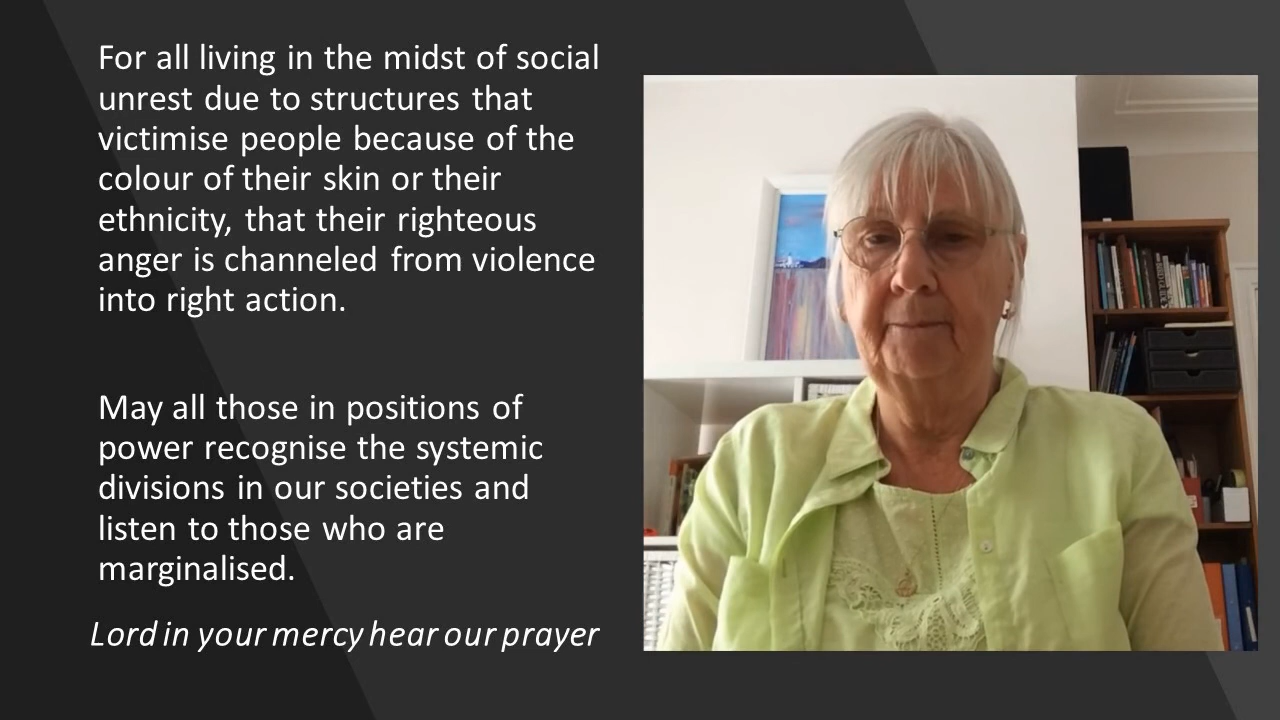 For all living in the midst of social
unrest due to structures that
victimise people because of the
colour of their skin or their
ethnicity, that their righteous
anger is channeled from violence
into right action.
May all those in positions of
power recognise the systemic
divisions in our societies and
listen to those who are
marginalised.
Lord in your mercy hear our prayer